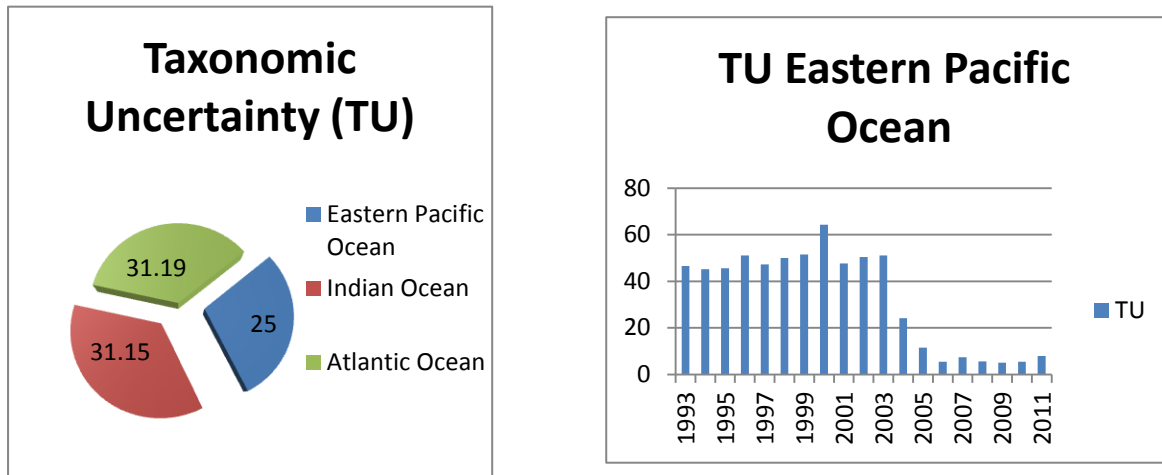 Taxonomic
Uncertainty (TU)
31.19
25
31.15
Eastern Pacific
Ocean
Indian Ocean
Atlantic Ocean
TU Eastern Pacific
Ocean
80
60
40
20
0
1993
1995
1997
1999
2001
2003
2005
2007
2009
2011
TU